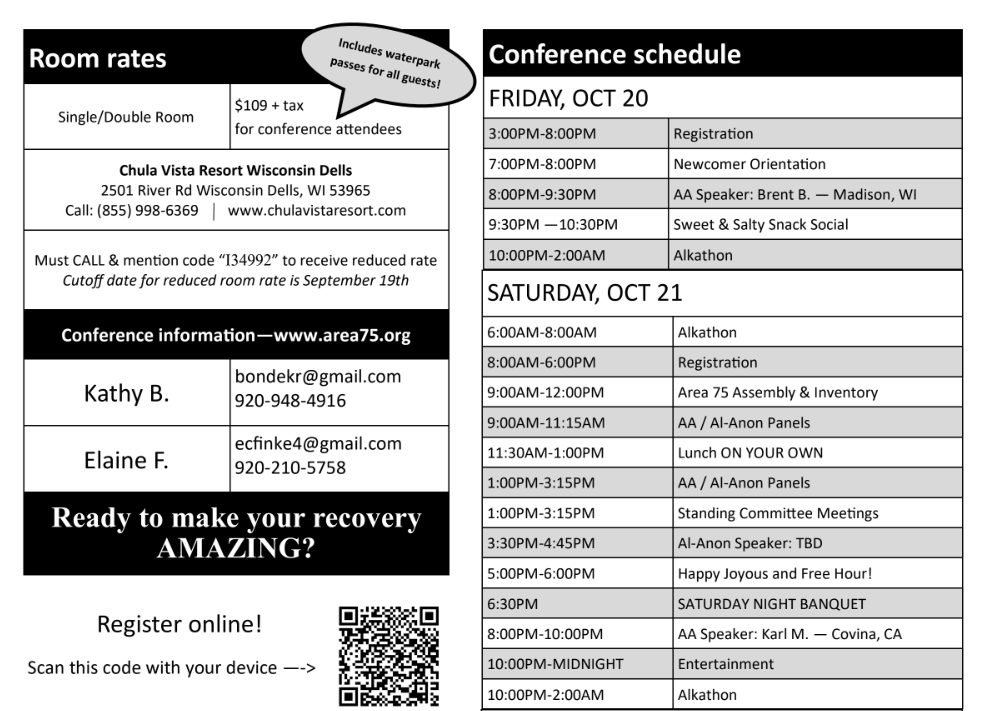 Room rates
Includes waterpark
passes for all guests!
Single/Double Room
$109 + tax
for conference attendees
Chula Vista Resort Wisconsin Dells
2501 River Rd Wisconsin Dells, WI 53965
Call: (855) 998-6369 | www.chulavistaresort.com
Must CALL & mention code “I34992” to receive reduced rate
Cutoff date for reduced room rate is September 19th
Conference information—www.area75.org
Kathy B.
bondekr@gmail.com
920-948-4916
Elaine F.
ecfinke4@gmail.com
920-210-5758
Ready to make your recovery
AMAZING?
Register online!
Scan this code with your device —->
Conference schedule
FRIDAY, OCT 20
3:00PM-8:00PM Registration
7:00PM-8:00PM Newcomer Orientation
8:00PM-9:30PM AA Speaker: Brent B. — Madison, WI
9:30PM —10:30PM Sweet & Salty Snack Social
10:00PM-2:00AM Alkathon
SATURDAY, OCT 21
6:00AM-8:00AM Alkathon
8:00AM-6:00PM Registration
9:00AM-12:00PM Area 75 Assembly & Inventory
9:00AM-11:15AM AA / Al-Anon Panels
11:30AM-1:00PM Lunch ON YOUR OWN
1:00PM-3:15PM AA / Al-Anon Panels
1:00PM-3:15PM Standing Committee Meetings
3:30PM-4:45PM Al-Anon Speaker: TBD
5:00PM-6:00PM Happy Joyous and Free Hour!
6:30PM SATURDAY NIGHT BANQUET
8:00PM-10:00PM AA Speaker: Karl M. — Covina, CA
10:00PM-MIDNIGHT Entertainment
10:00PM-2:00AM Alkathon